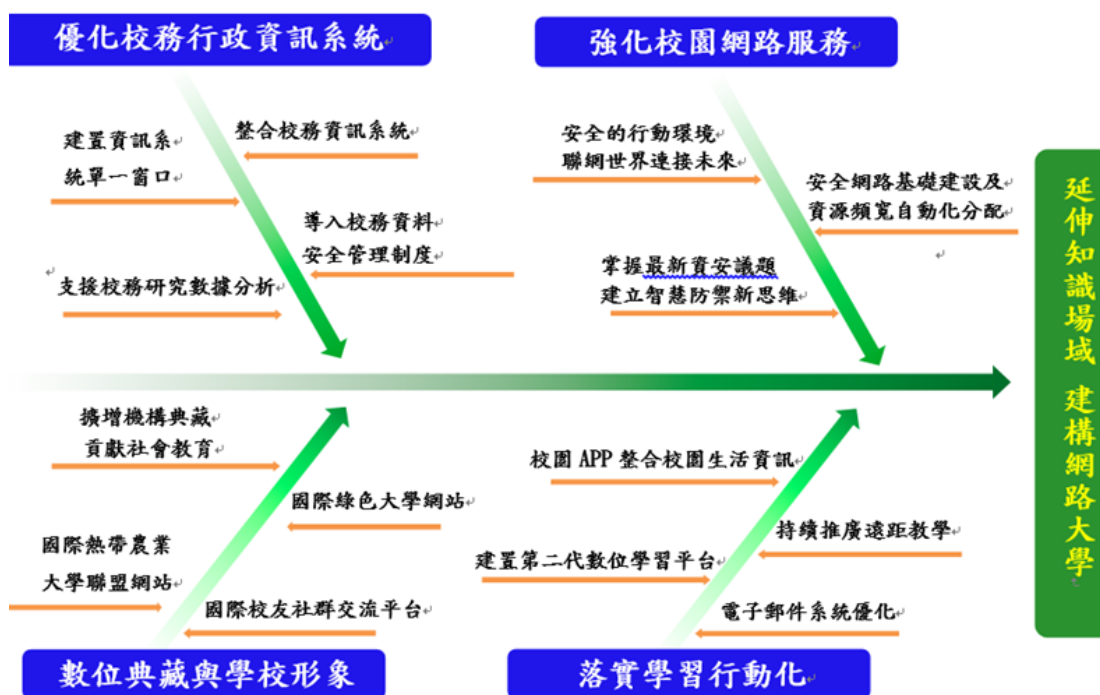 優化校務行政資訊系統
強化校園網路服務
建置資訊系
統單一窗口
整合校務資訊系統
導入校務資料
安全管理制度
支援校務研究數據分析
安全的行動環境
聯網世界連接未來
安全網路基礎建設及
資源頻寬自動化分配
掌握最新資安議題
建立智慧防禦新思維
延伸知識場域 建構網路大學
擴增機構典藏
貢獻社會教育
國際綠色大學網站
國際熱帶農業
大學聯盟網站
國際校友社群交流平台
校園 APP 整合校園生活資訊
持續推廣遠距教學
建置第二代數位學習平台
電子郵件系統優化
數位典藏與學校形象
落實學習行動化